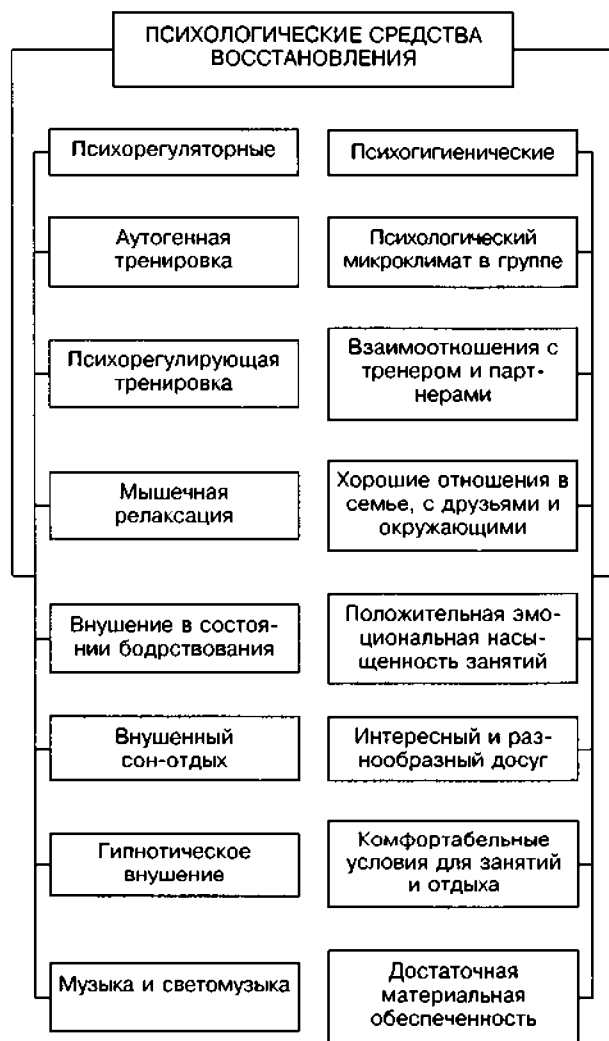 ПСИХОЛОГИЧЕСКИЕ СРЕДСТВА
ВОССТАНОВЛЕНИЯ
Психорегуляторные
Психогигиенические
Аутогенная
тренировка
Психологический
микроклимат в группе
Психорегулирующая
тренировка
Взаимоотношения с
тренером и парт-
нерами
Мышечная
релаксация
Хорошие отношения в
семье, с друзьями и
окружающими
Внушение в состоя-
нии бодрствования
Положительная эмо-
циональная насы-
щенность занятий
Внушенный
сон-отдых
Интересный и раз-
нообразный досуг
Гипнотическое
внушение
Комфортабельные
условия для занятий
и отдыха
Музыка и светомузыка
Достаточная
материальная
обеспеченность